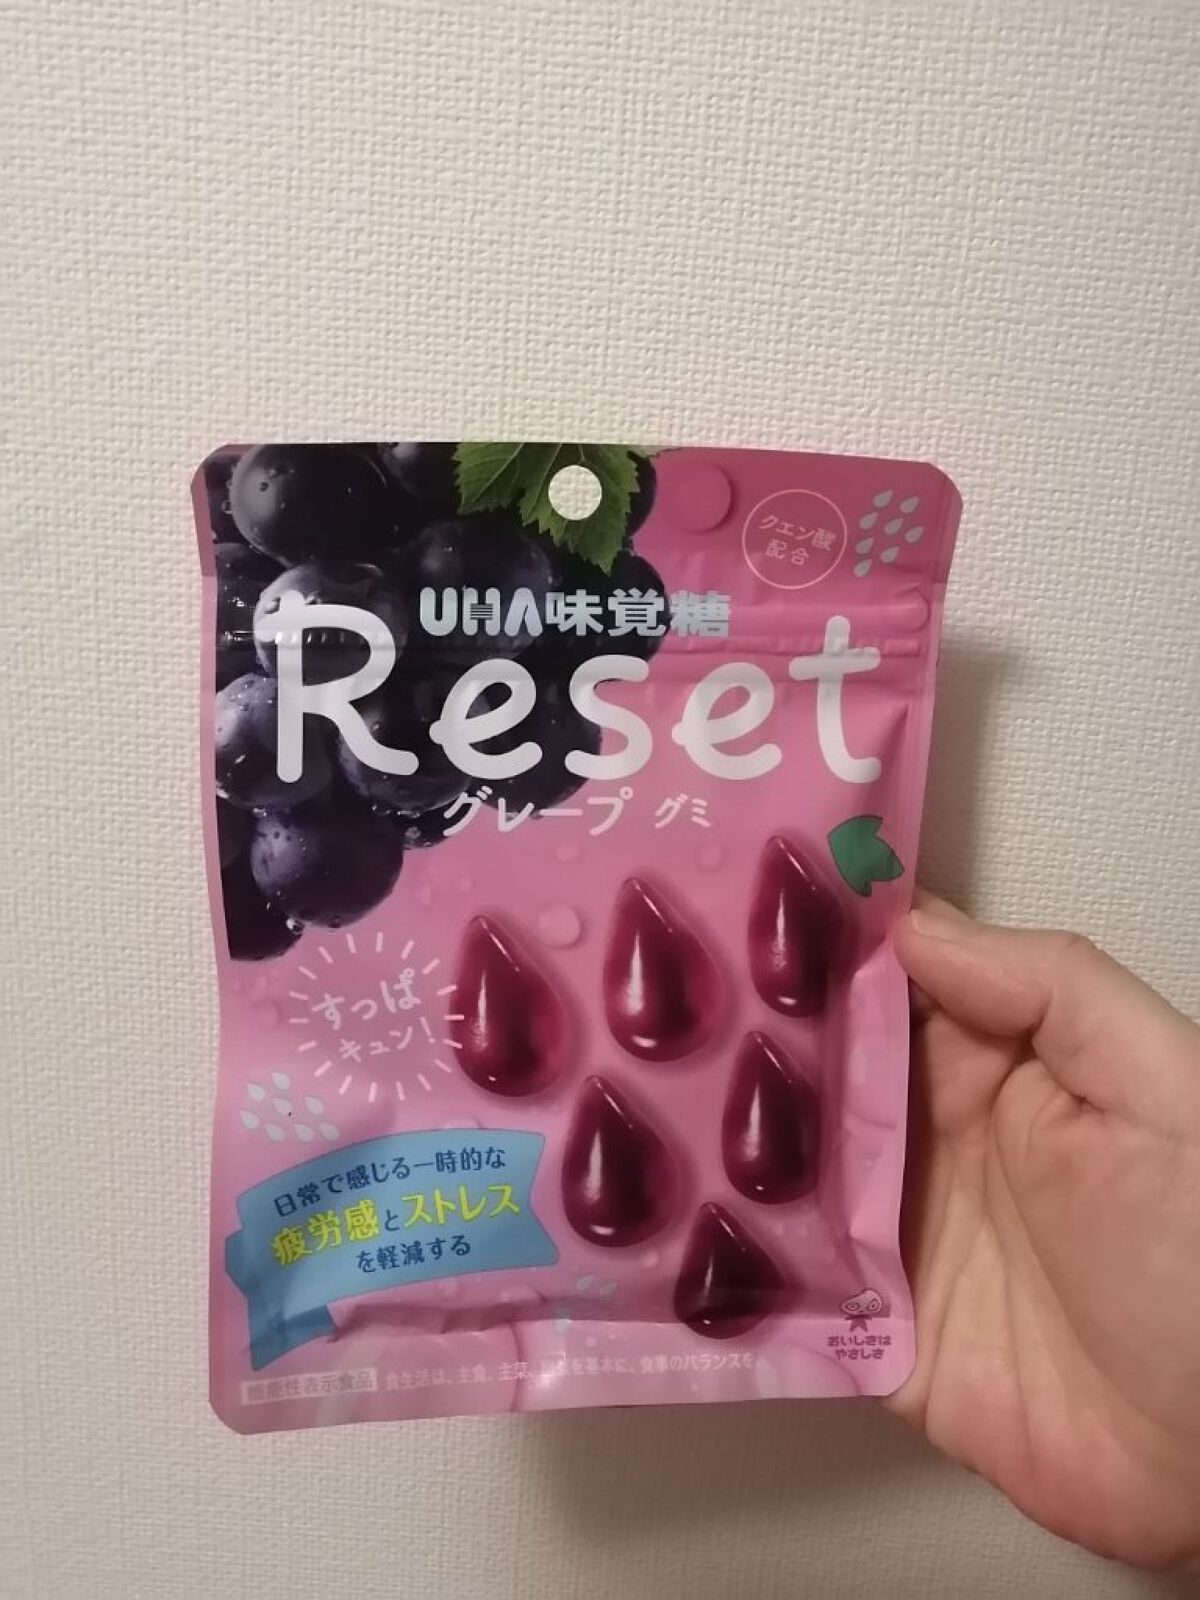 クエン酸
配合
UHA味覚糖
Reset
グレープ グミ
すっぱ
キュン!
日常で感じる一時的な
疲労感とストレス
を軽減する
おいしさは
やさしさ
機能性表示食品 食生活は、主食、主菜、副菜を基本に、食事のバランスを。